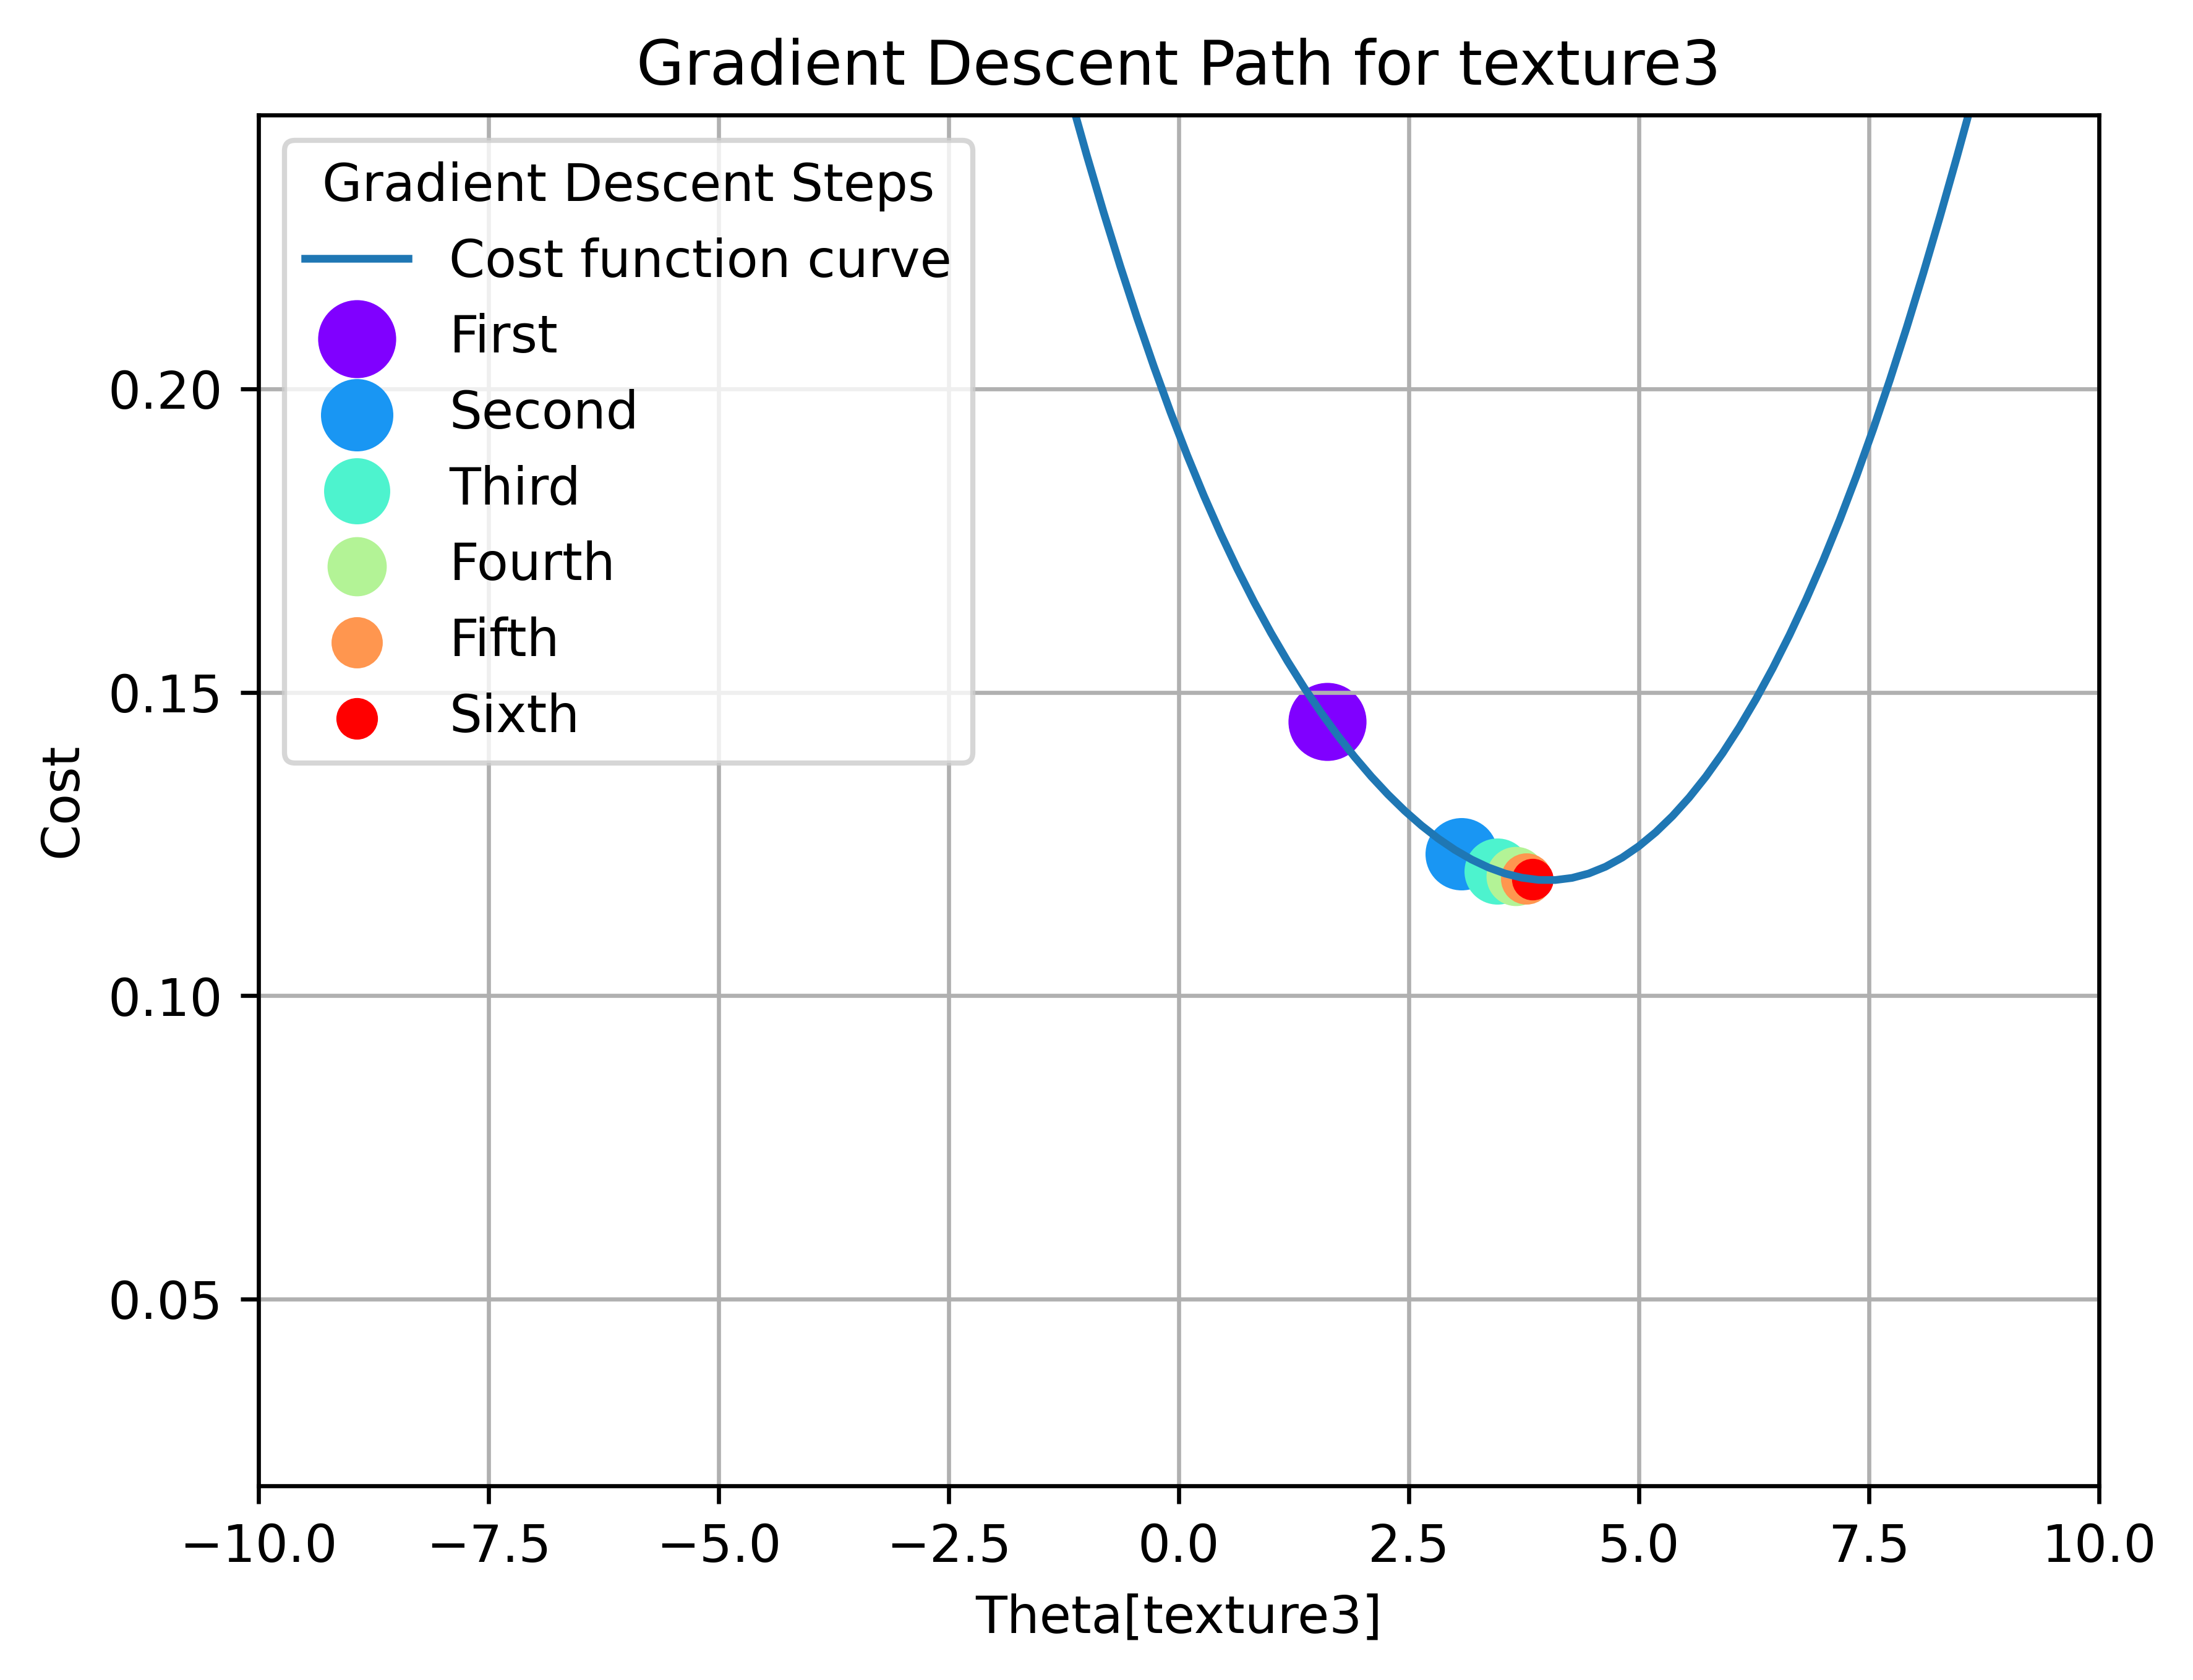 Gradient Descent Path for texture3
Gradient Descent Steps
Cost function curve
First
Second
Third
Fourth
Fifth
Sixth
0.20
0.15
0.10
0.05
Cost
−10.0 −7.5 −5.0 −2.5 0.0 2.5 5.0 7.5 10.0
Theta[texture3]